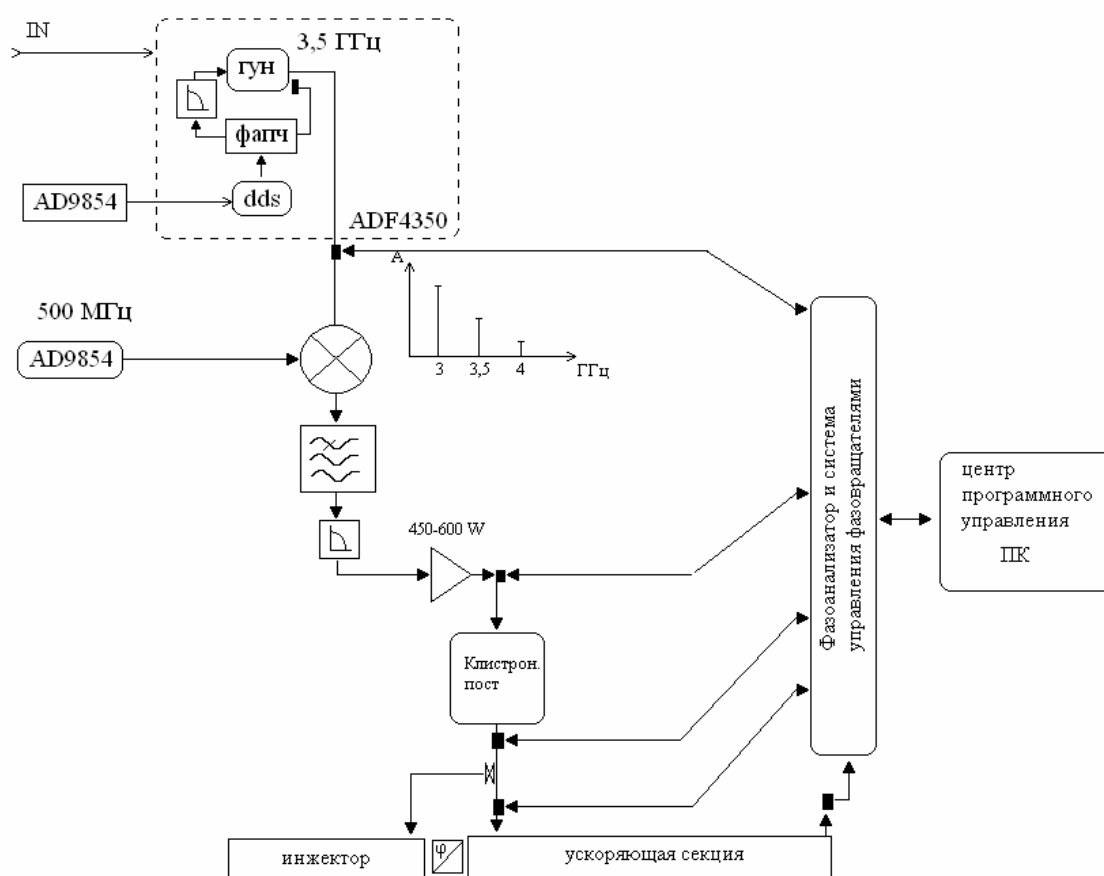 IN
3,5 ГГц
гун
фапч
AD9854
dds
ADF4350
A
500 МГц
AD9854
3
3,5
4
ГГц
450-600 W
Клистрон.
пост
Фазоанализатор и система
управления фазовращателями
центр
программного
управления
ПК
инжектор
φ
ускоряющая секция